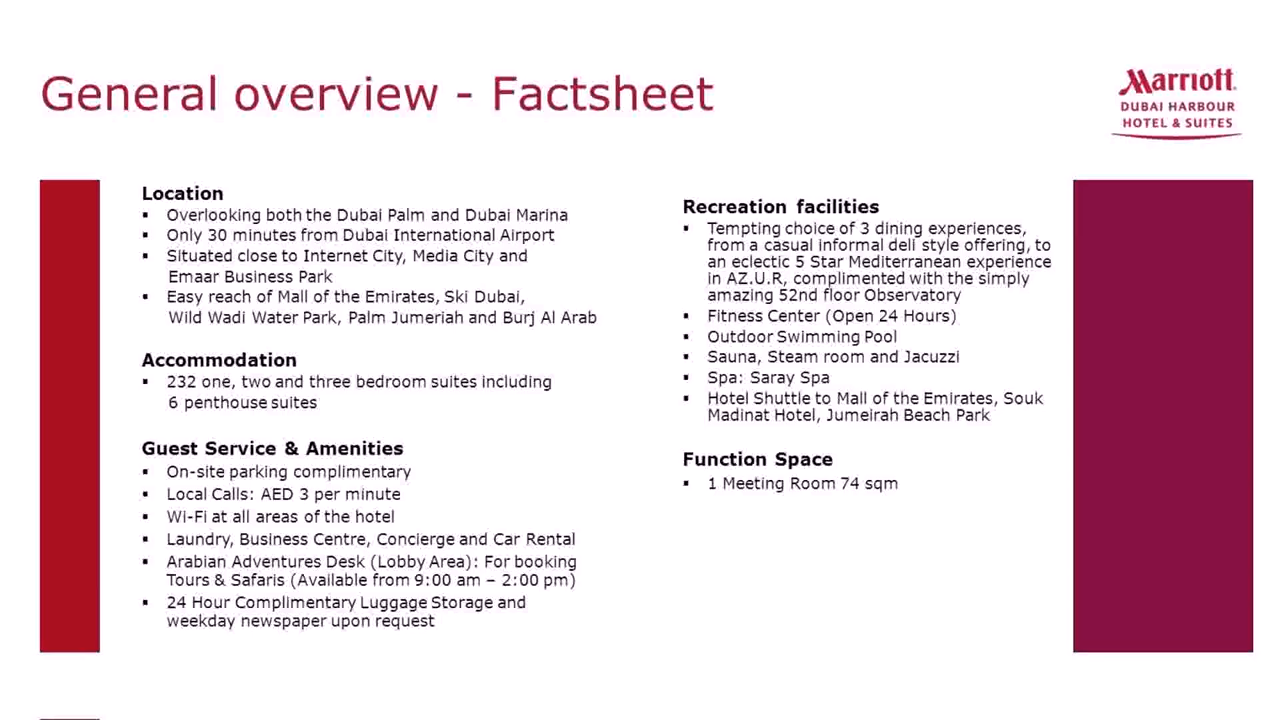 General overview - Factsheet
Marriott
DUBAI HARBOUR
HOTEL & SUITES
Location
▪ Overlooking both the Dubai Palm and Dubai Marina
▪ Only 30 minutes from Dubai International Airport
▪ Situated close to Internet City, Media City and
Emaar Business Park
▪ Easy reach of Mall of the Emirates, Ski Dubai,
Wild Wadi Water Park, Palm Jumeriah and Burj Al Arab
Accommodation
▪ 232 one, two and three bedroom suites including
6 penthouse suites
Guest Service & Amenities
▪ On-site parking complimentary
▪ Local Calls: AED 3 per minute
▪ Wi-Fi at all areas of the hotel
▪ Laundry, Business Centre, Concierge and Car Rental
▪ Arabian Adventures Desk (Lobby Area): For booking
Tours & Safaris (Available from 9:00 am – 2:00 pm)
▪ 24 Hour Complimentary Luggage Storage and
weekday newspaper upon request
Recreation facilities
▪ Tempting choice of 3 dining experiences,
from a casual informal deli style offering, to
an eclectic 5 Star Mediterranean experience
in AZ.U.R, complimented with the simply
amazing 52nd floor Observatory
▪ Fitness Center (Open 24 Hours)
▪ Outdoor Swimming Pool
▪ Sauna, Steam room and Jacuzzi
▪ Spa: Saray Spa
▪ Hotel Shuttle to Mall of the Emirates, Souk
Madinat Hotel, Jumeirah Beach Park
Function Space
▪ 1 Meeting Room 74 sqm